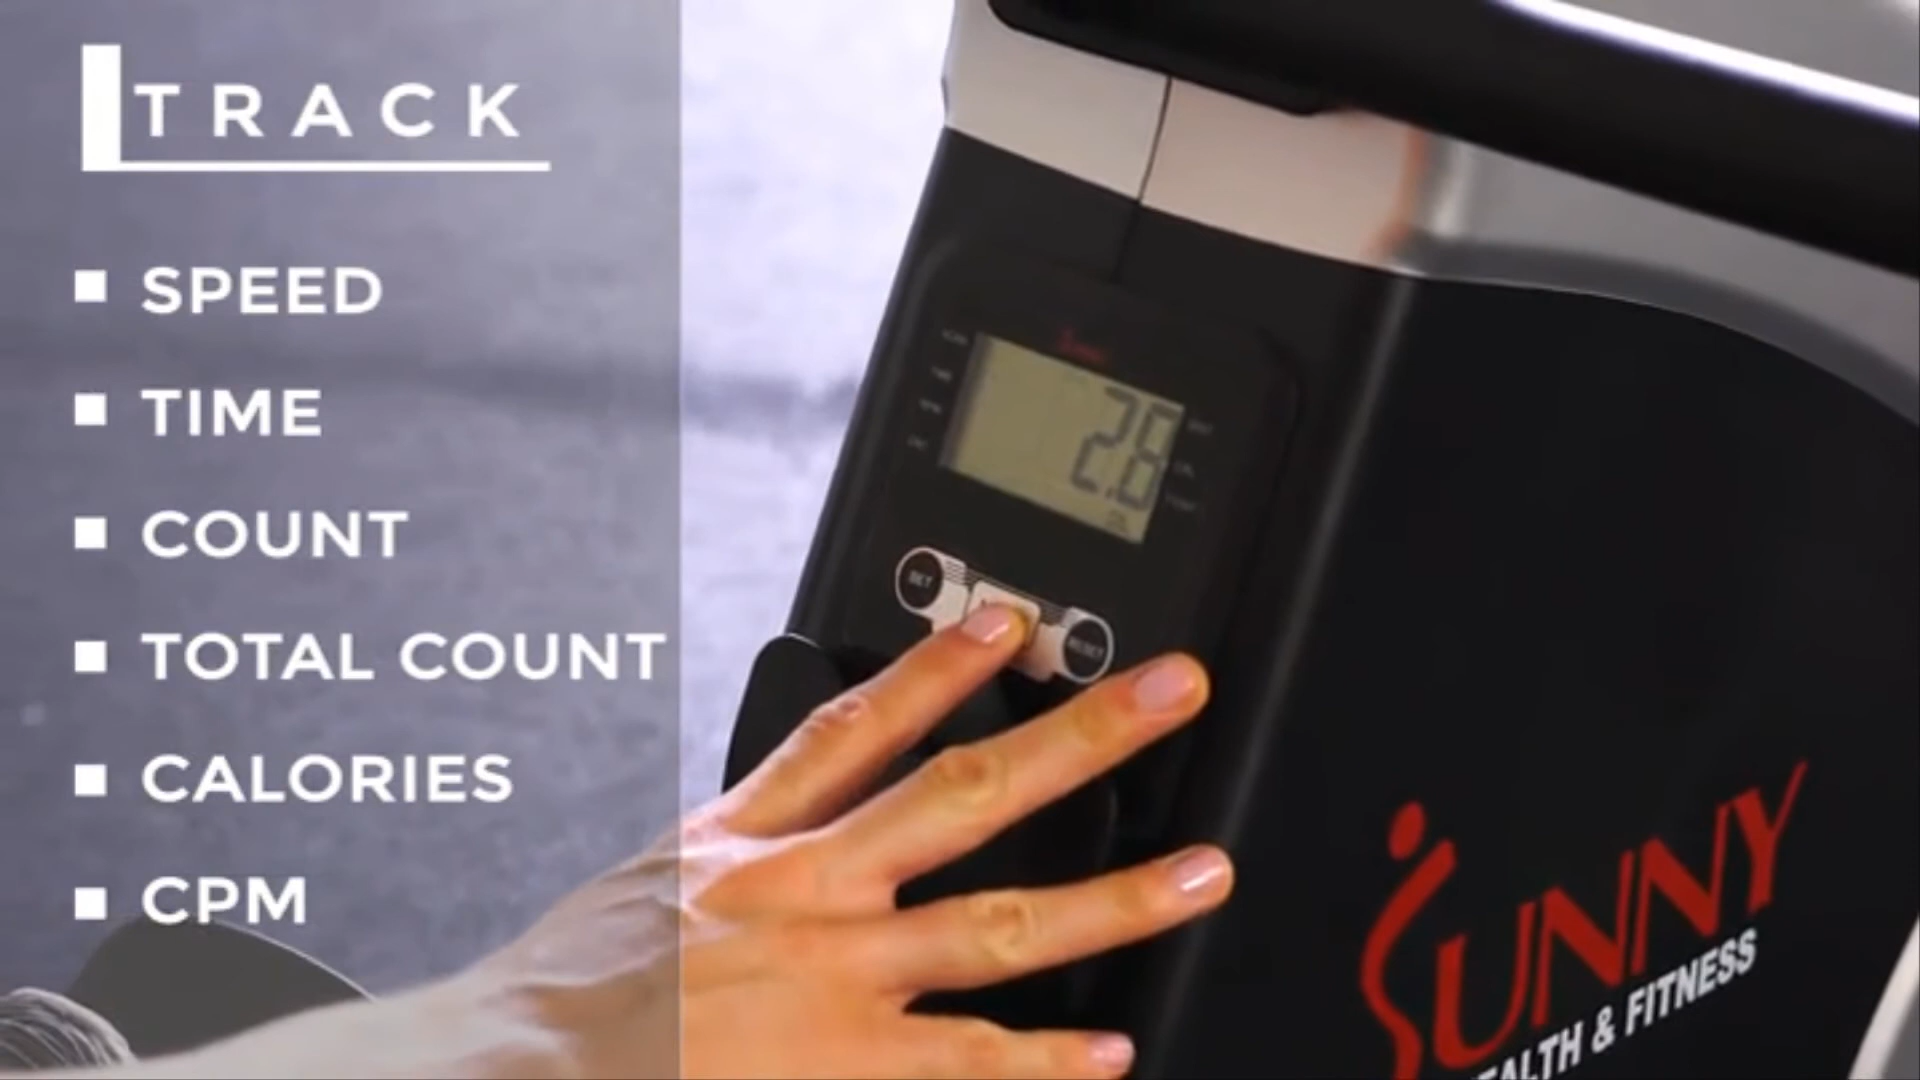 TRACK
SPEED
TIME
COUNT
TOTAL COUNT
CALORIES
CPM
2.8
SET
RESET
SUNNY
HEALTH & FITNESS